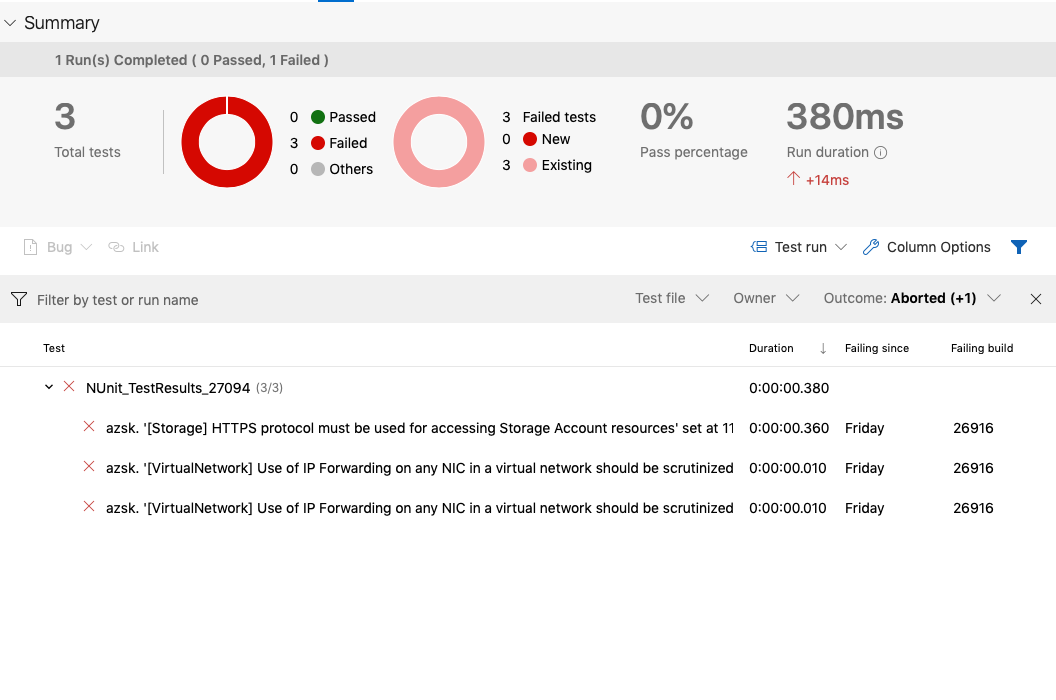 Summary
1 Run(s) Completed ( 0 Passed, 1 Failed )
3
Total tests
0 Passed
3 Failed
0 Others
3 Failed tests
0 New
3 Existing
0%
Pass percentage
380ms
Run duration
+14ms
Bug Link Test run Column Options
Filter by test or run name Test file Owner Outcome: Aborted (+1)
Test Duration Failing since Failing build
NUnit_TestResults_27094 (3/3) 0:00:00.380
azsk. '[Storage] HTTPS protocol must be used for accessing Storage Account resources' set at 11 0:00:00.360 Friday 26916
azsk. '[VirtualNetwork] Use of IP Forwarding on any NIC in a virtual network should be scrutinized 0:00:00.010 Friday 26916
azsk. '[VirtualNetwork] Use of IP Forwarding on any NIC in a virtual network should be scrutinized 0:00:00.010 Friday 26916